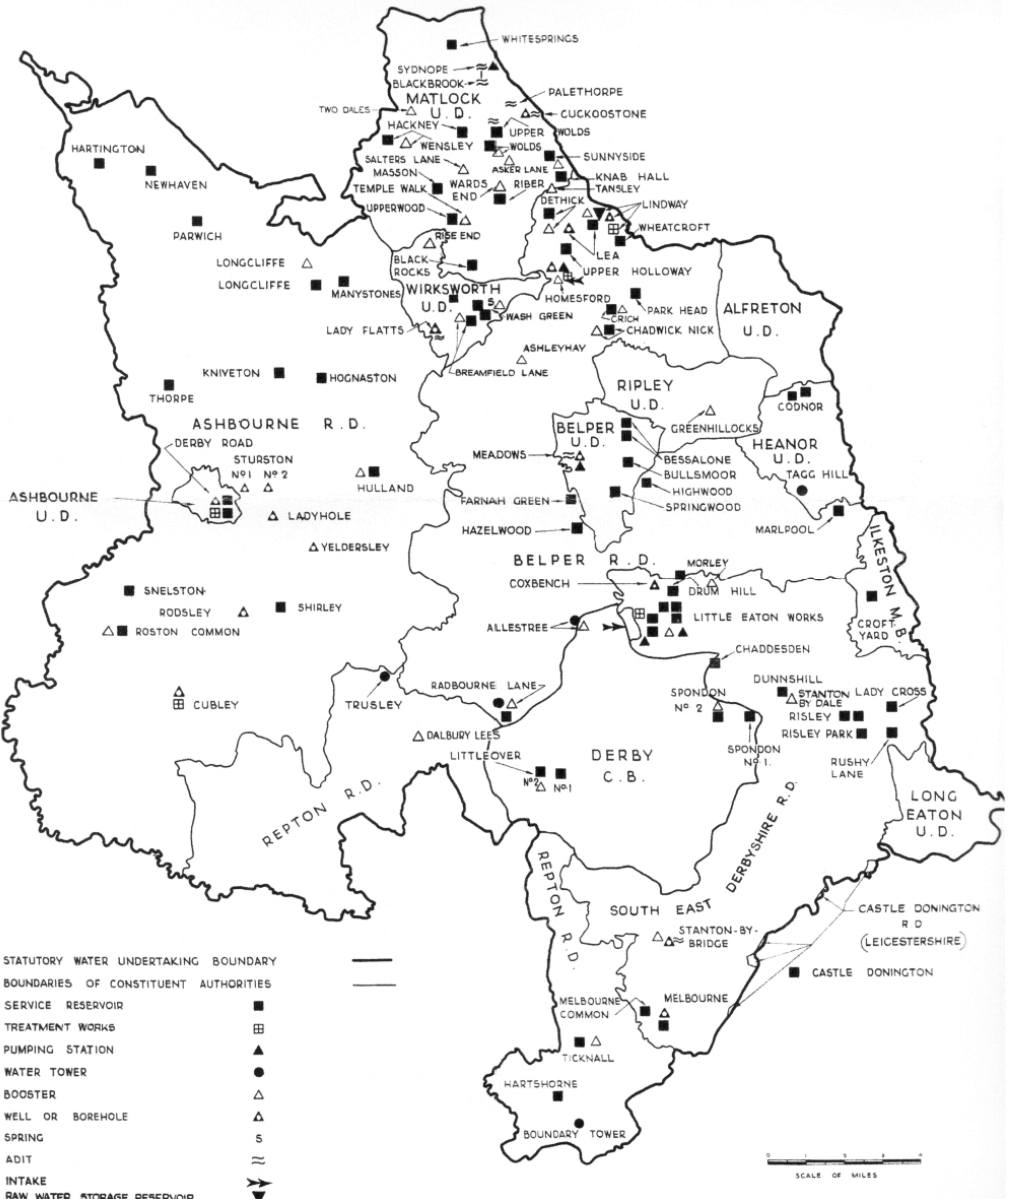 WHITESPRINGS
SYDNOPE
BLACKBROOK
MATLOCK
U.D.
PALETHORPE
TWO DALES
CUCKOOSTONE
HACKNEY
UPPER WOLDS
WENSLEY
WOLDS
HARTINGTON
SALTERS LANE
SUNNYSIDE
ASKER LANE
MASSON
NEWHAVEN
KNAB HALL
TEMPLE WALK
WARDS
END
RIBER
TANSLEY
DETHICK
LINDWAY
UPPERWOOD
PARWICH
WHEATCROFT
RISE END
LEA
LONGCLIFFE
BLACK
ROCKS
UPPER HOLLOWAY
LONGCLIFFE
MANYSTONES
WIRKSWORTH
U.D.
S
HOMESFORD
WASH GREEN
PARK HEAD
CRICH
ALFRETON
U.D.
LADY FLATTS
CHADWICK NICK
ASHLEYHAY
BREAMFIELD LANE
KNIVETON
HOGNASTON
THORPE
RIPLEY
U.D.
CODNOR
ASHBOURNE R.D.
BELPER
U.D.
GREENHILLOCKS
HEANOR
U.D.
DERBY ROAD
STURSTON
Nº1 Nº 2
MEADOWS
BESSALONE
BULLSMOOR
TAGG HILL
HULLAND
HIGHWOOD
ASHBOURNE
U.D.
FARNAH GREEN
SPRINGWOOD
LADYHOLE
HAZELWOOD
MARLPOOL
YELDERSLEY
ILKESTON M.B.
BELPER R.D.
MORLEY
COXBENCH
DRUM HILL
SNELSTON
RODSLEY
SHIRLEY
LITTLE EATON WORKS
CROFT
YARD
ROSTON COMMON
ALLESTREE
CHADDESDEN
DUNNSHILL
RADBOURNE LANE
SPONDON
Nº 2
STANTON
BY DALE
LADY CROSS
CUBLEY
TRUSLEY
RISLEY
RISLEY PARK
DALBURY LEES
LITTLEOVER
DERBY
C.B.
SPONDON
Nº 1.
RUSHY
LANE
Nº2 Nº1
REPTON R.D.
LONG
EATON
U.D.
DERBYSHIRE R.D.
REPTON R.D.
SOUTH EAST
CASTLE DONINGTON
R D
(LEICESTERSHIRE)
STANTON-BY-
BRIDGE
CASTLE DONINGTON
MELBOURNE
COMMON
MELBOURNE
TICKNALL
HARTSHORNE
BOUNDARY TOWER
STATUTORY WATER UNDERTAKING BOUNDARY
BOUNDARIES OF CONSTITUENT AUTHORITIES
SERVICE RESERVOIR
TREATMENT WORKS
PUMPING STATION
WATER TOWER
BOOSTER
WELL OR BOREHOLE
SPRING S
ADIT
INTAKE
RAW WATER STORAGE RESERVOIR
SCALE OF MILES